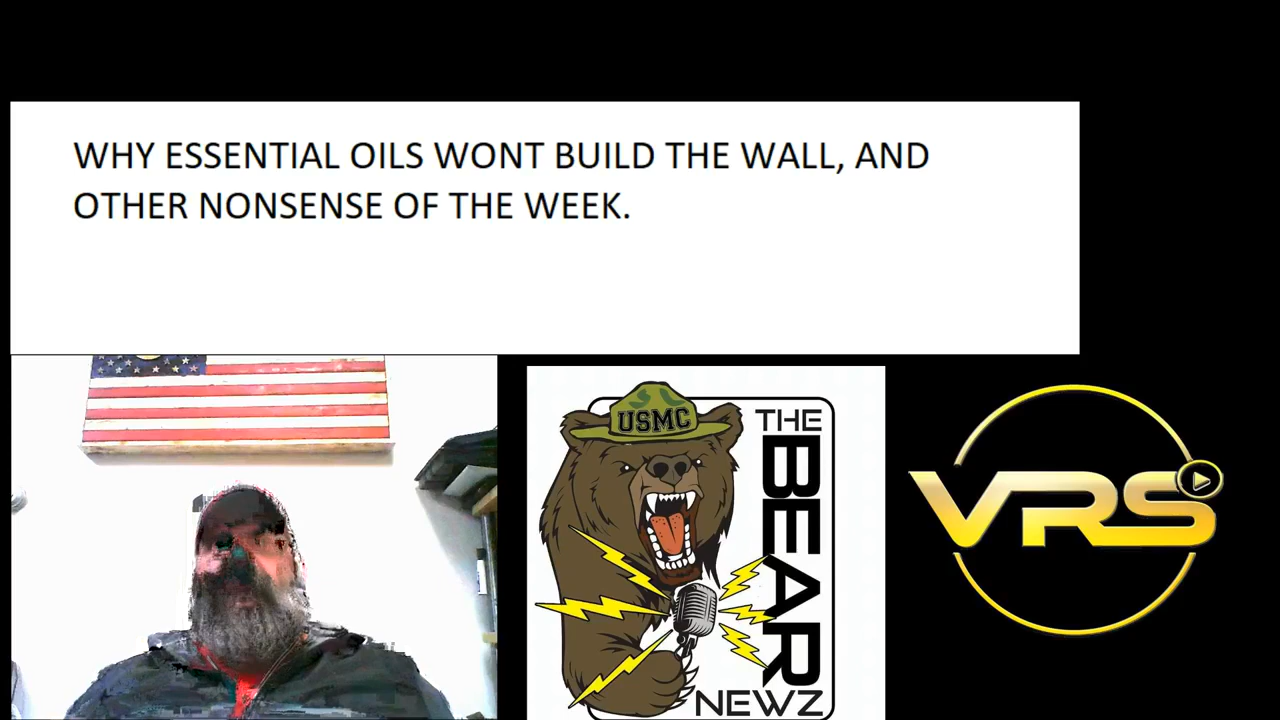 WHY ESSENTIAL OILS WONT BUILD THE WALL, AND
OTHER NONSENSE OF THE WEEK.
USMC
THE
BEAR
NEWZ
VRS